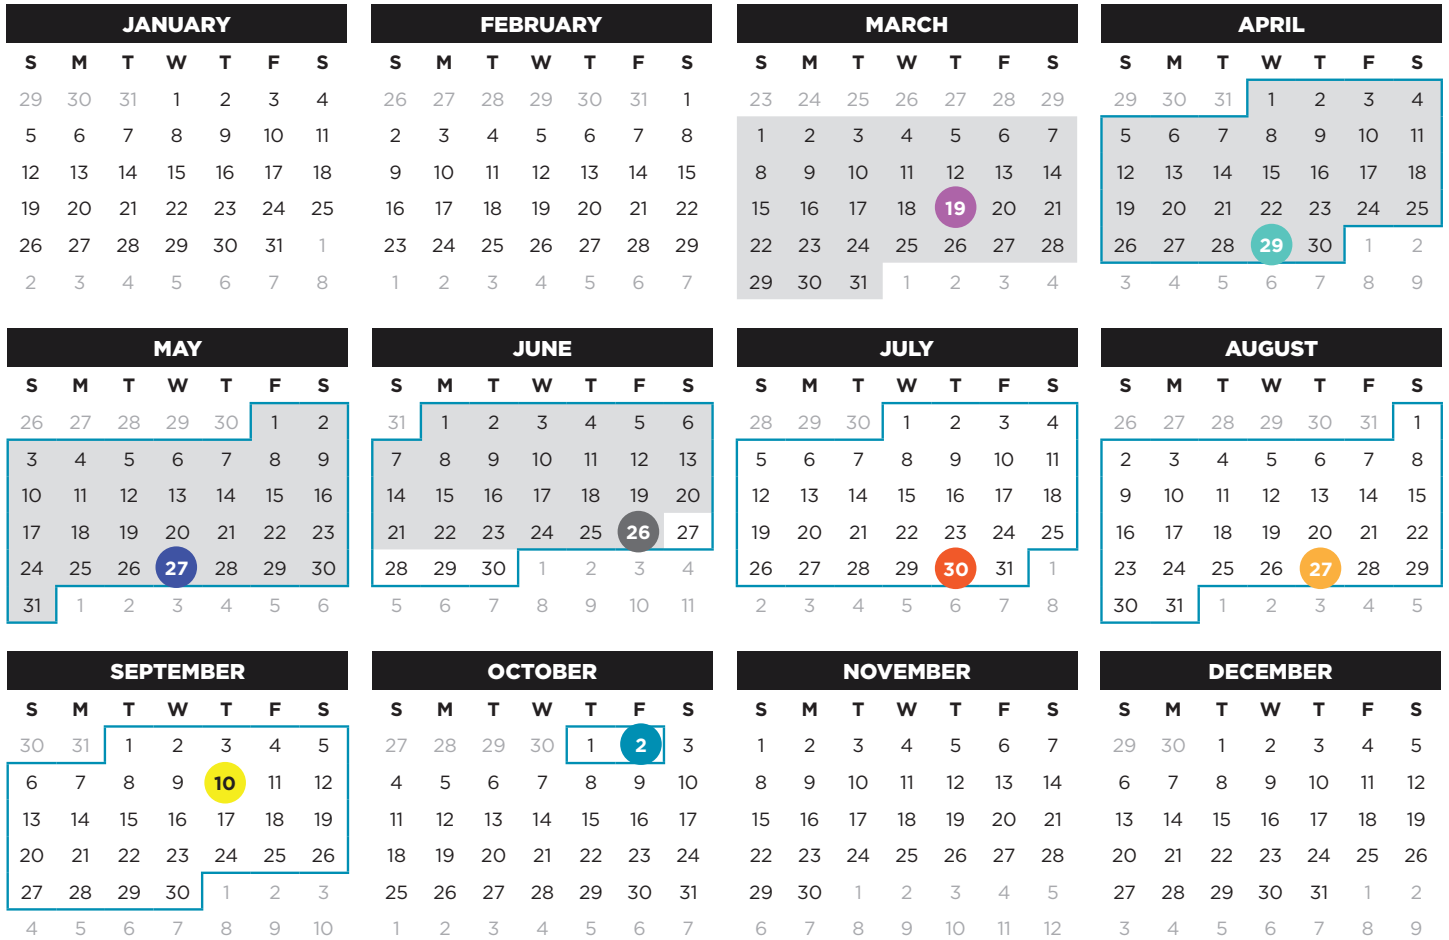 JANUARY FEBRUARY MARCH APRIL
S M T W T F S S M T W T F S S M T W T F S S M T W T F S
29 30 31 1 2 3 4 26 27 28 29 30 31 1 23 24 25 26 27 28 29 29 30 31 1 2 3 4
5 6 7 8 9 10 11 2 3 4 5 6 7 8 1 2 3 4 5 6 7 5 6 7 8 9 10 11
12 13 14 15 16 17 18 9 10 11 12 13 14 15 8 9 10 11 12 13 14 12 13 14 15 16 17 18
19 20 21 22 23 24 25 16 17 18 19 20 21 22 15 16 17 18 19 20 21 19 20 21 22 23 24 25
26 27 28 29 30 31 1 23 24 25 26 27 28 29 22 23 24 25 26 27 28 26 27 28 29 30 1 2
2 3 4 5 6 7 8 1 2 3 4 5 6 7 29 30 31 1 2 3 4 3 4 5 6 7 8 9
MAY JUNE JULY AUGUST
S M T W T F S S M T W T F S S M T W T F S S M T W T F S
26 27 28 29 30 1 2 31 1 2 3 4 5 6 28 29 30 1 2 3 4 26 27 28 29 30 31 1
3 4 5 6 7 8 9 7 8 9 10 11 12 13 5 6 7 8 9 10 11 2 3 4 5 6 7 8
10 11 12 13 14 15 16 14 15 16 17 18 19 20 12 13 14 15 16 17 18 9 10 11 12 13 14 15
17 18 19 20 21 22 23 21 22 23 24 25 26 27 19 20 21 22 23 24 25 16 17 18 19 20 21 22
24 25 26 27 28 29 30 28 29 30 1 2 3 4 26 27 28 29 30 31 1 23 24 25 26 27 28 29
31 1 2 3 4 5 6 5 6 7 8 9 10 11 2 3 4 5 6 7 8 30 31 1 2 3 4 5
SEPTEMBER OCTOBER NOVEMBER DECEMBER
S M T W T F S S M T W T F S S M T W T F S S M T W T F S
30 31 1 2 3 4 5 27 28 29 30 1 2 3 1 2 3 4 5 6 7 29 30 1 2 3 4 5
6 7 8 9 10 11 12 4 5 6 7 8 9 10 8 9 10 11 12 13 14 6 7 8 9 10 11 12
13 14 15 16 17 18 19 11 12 13 14 15 16 17 15 16 17 18 19 20 21 13 14 15 16 17 18 19
20 21 22 23 24 25 26 18 19 20 21 22 23 24 22 23 24 25 26 27 28 20 21 22 23 24 25 26
27 28 29 30 1 2 3 25 26 27 28 29 30 31 29 30 1 2 3 4 5 27 28 29 30 31 1 2
4 5 6 7 8 9 10 1 2 3 4 5 6 7 6 7 8 9 10 11 12 3 4 5 6 7 8 9